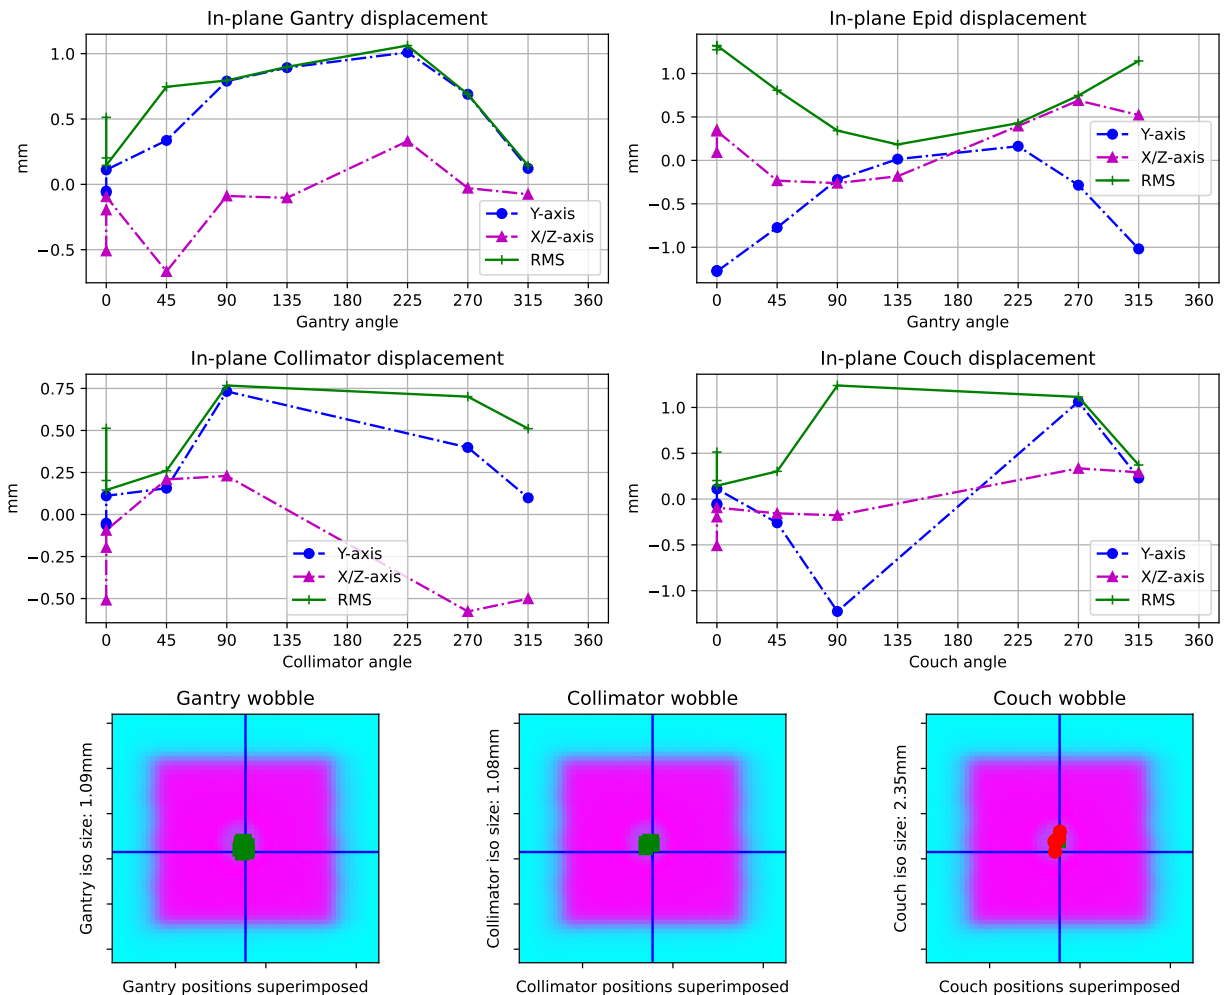 In-plane Gantry displacement
mm
1.0
0.5
0.0
−0.5
Y-axis
X/Z-axis
RMS
0 45 90 135 180 225 270 315 360
Gantry angle
In-plane Epid displacement
mm
1.0
0.5
0.0
−0.5
−1.0
Y-axis
X/Z-axis
RMS
0 45 90 135 180 225 270 315 360
Gantry angle
In-plane Collimator displacement
mm
0.75
0.50
0.25
0.00
−0.25
−0.50
Y-axis
X/Z-axis
RMS
0 45 90 135 180 225 270 315 360
Collimator angle
In-plane Couch displacement
mm
1.0
0.5
0.0
−0.5
−1.0
Y-axis
X/Z-axis
RMS
0 45 90 135 180 225 270 315 360
Couch angle
Gantry wobble
Gantry iso size: 1.09mm
Gantry positions superimposed
Collimator wobble
Collimator iso size: 1.08mm
Collimator positions superimposed
Couch wobble
Couch iso size: 2.35mm
Couch positions superimposed